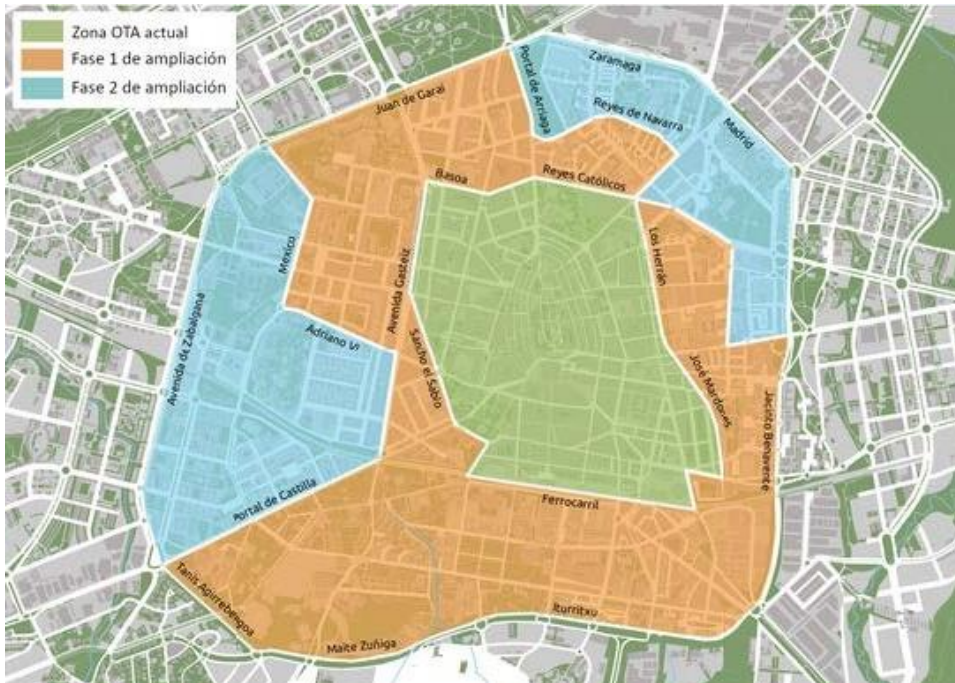 Zona OTA actual
Fase 1 de ampliación
Fase 2 de ampliación
Zaramaga
Juan de Garai
Portal de Arriaga
Reyes de Navarra
Madrid
Basoa
Reyes Católicos
Mexico
Avenida Gasteiz
Los Herrán
Avenida de Zabalgana
Adriano VI
Sancho el Sabio
José Mardones
Jacinto Benavente
Portal de Castilla
Ferrocarril
Tanis Agirrebengoa
Iturritxu
Maite Zuñiga